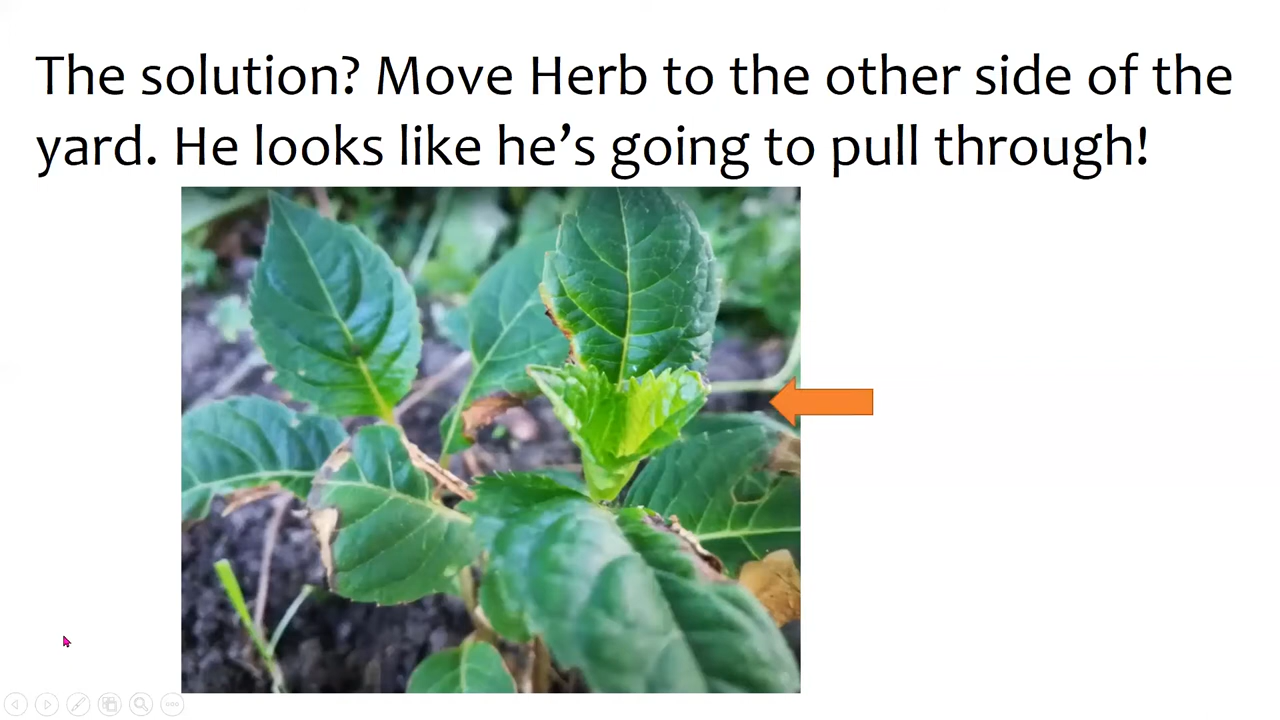 The solution? Move Herb to the other side of the
yard. He looks like he’s going to pull through!